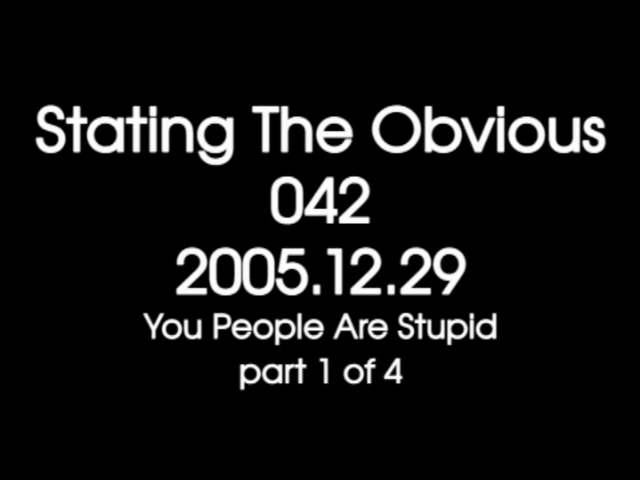 Stating The Obvious
042
2005.12.29
You People Are Stupid
part 1 of 4